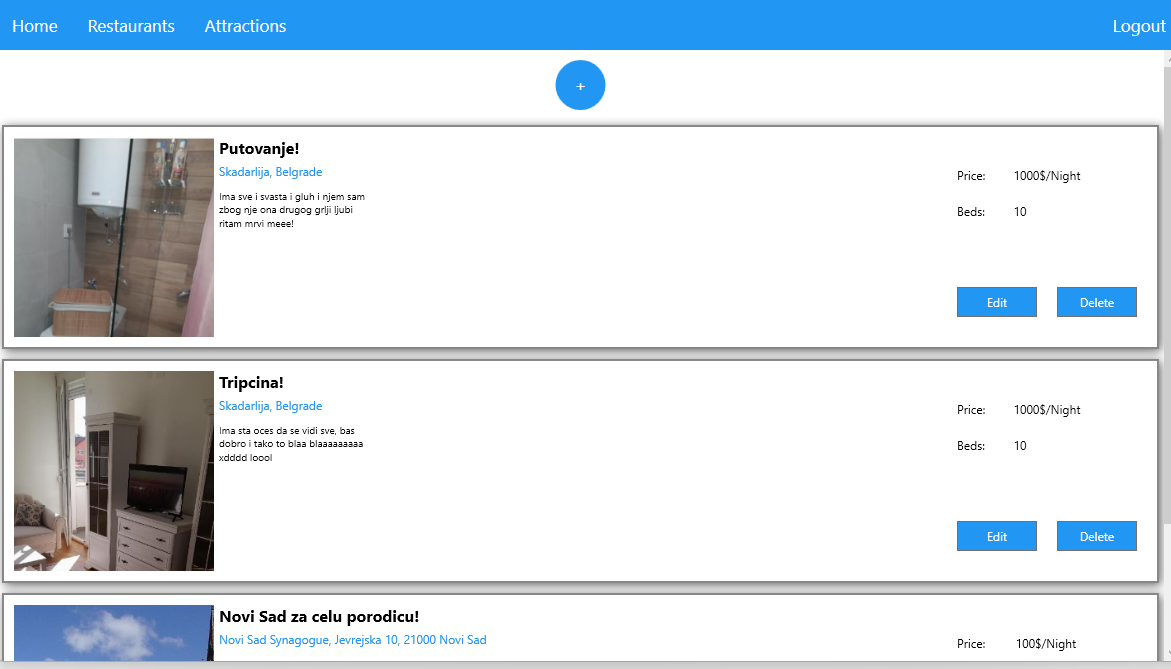 Home Restaurants Attractions Logout
+
Putovanje!
Skadarlija, Belgrade
Ima sve i svasta i gluh i njem sam
zbog nje ona drugog grlji ljubi
ritam mrvi meee!
Price: 1000$/Night
Beds: 10
Edit Delete
Tripcina!
Skadarlija, Belgrade
Ima sta oces da se vidi sve, bas
dobro i tako to blaa blaaaaaaaaa
xdddd loool
Price: 1000$/Night
Beds: 10
Edit Delete
Novi Sad za celu porodicu!
Novi Sad Synagogue, Jevrejska 10, 21000 Novi Sad
Price: 100$/Night